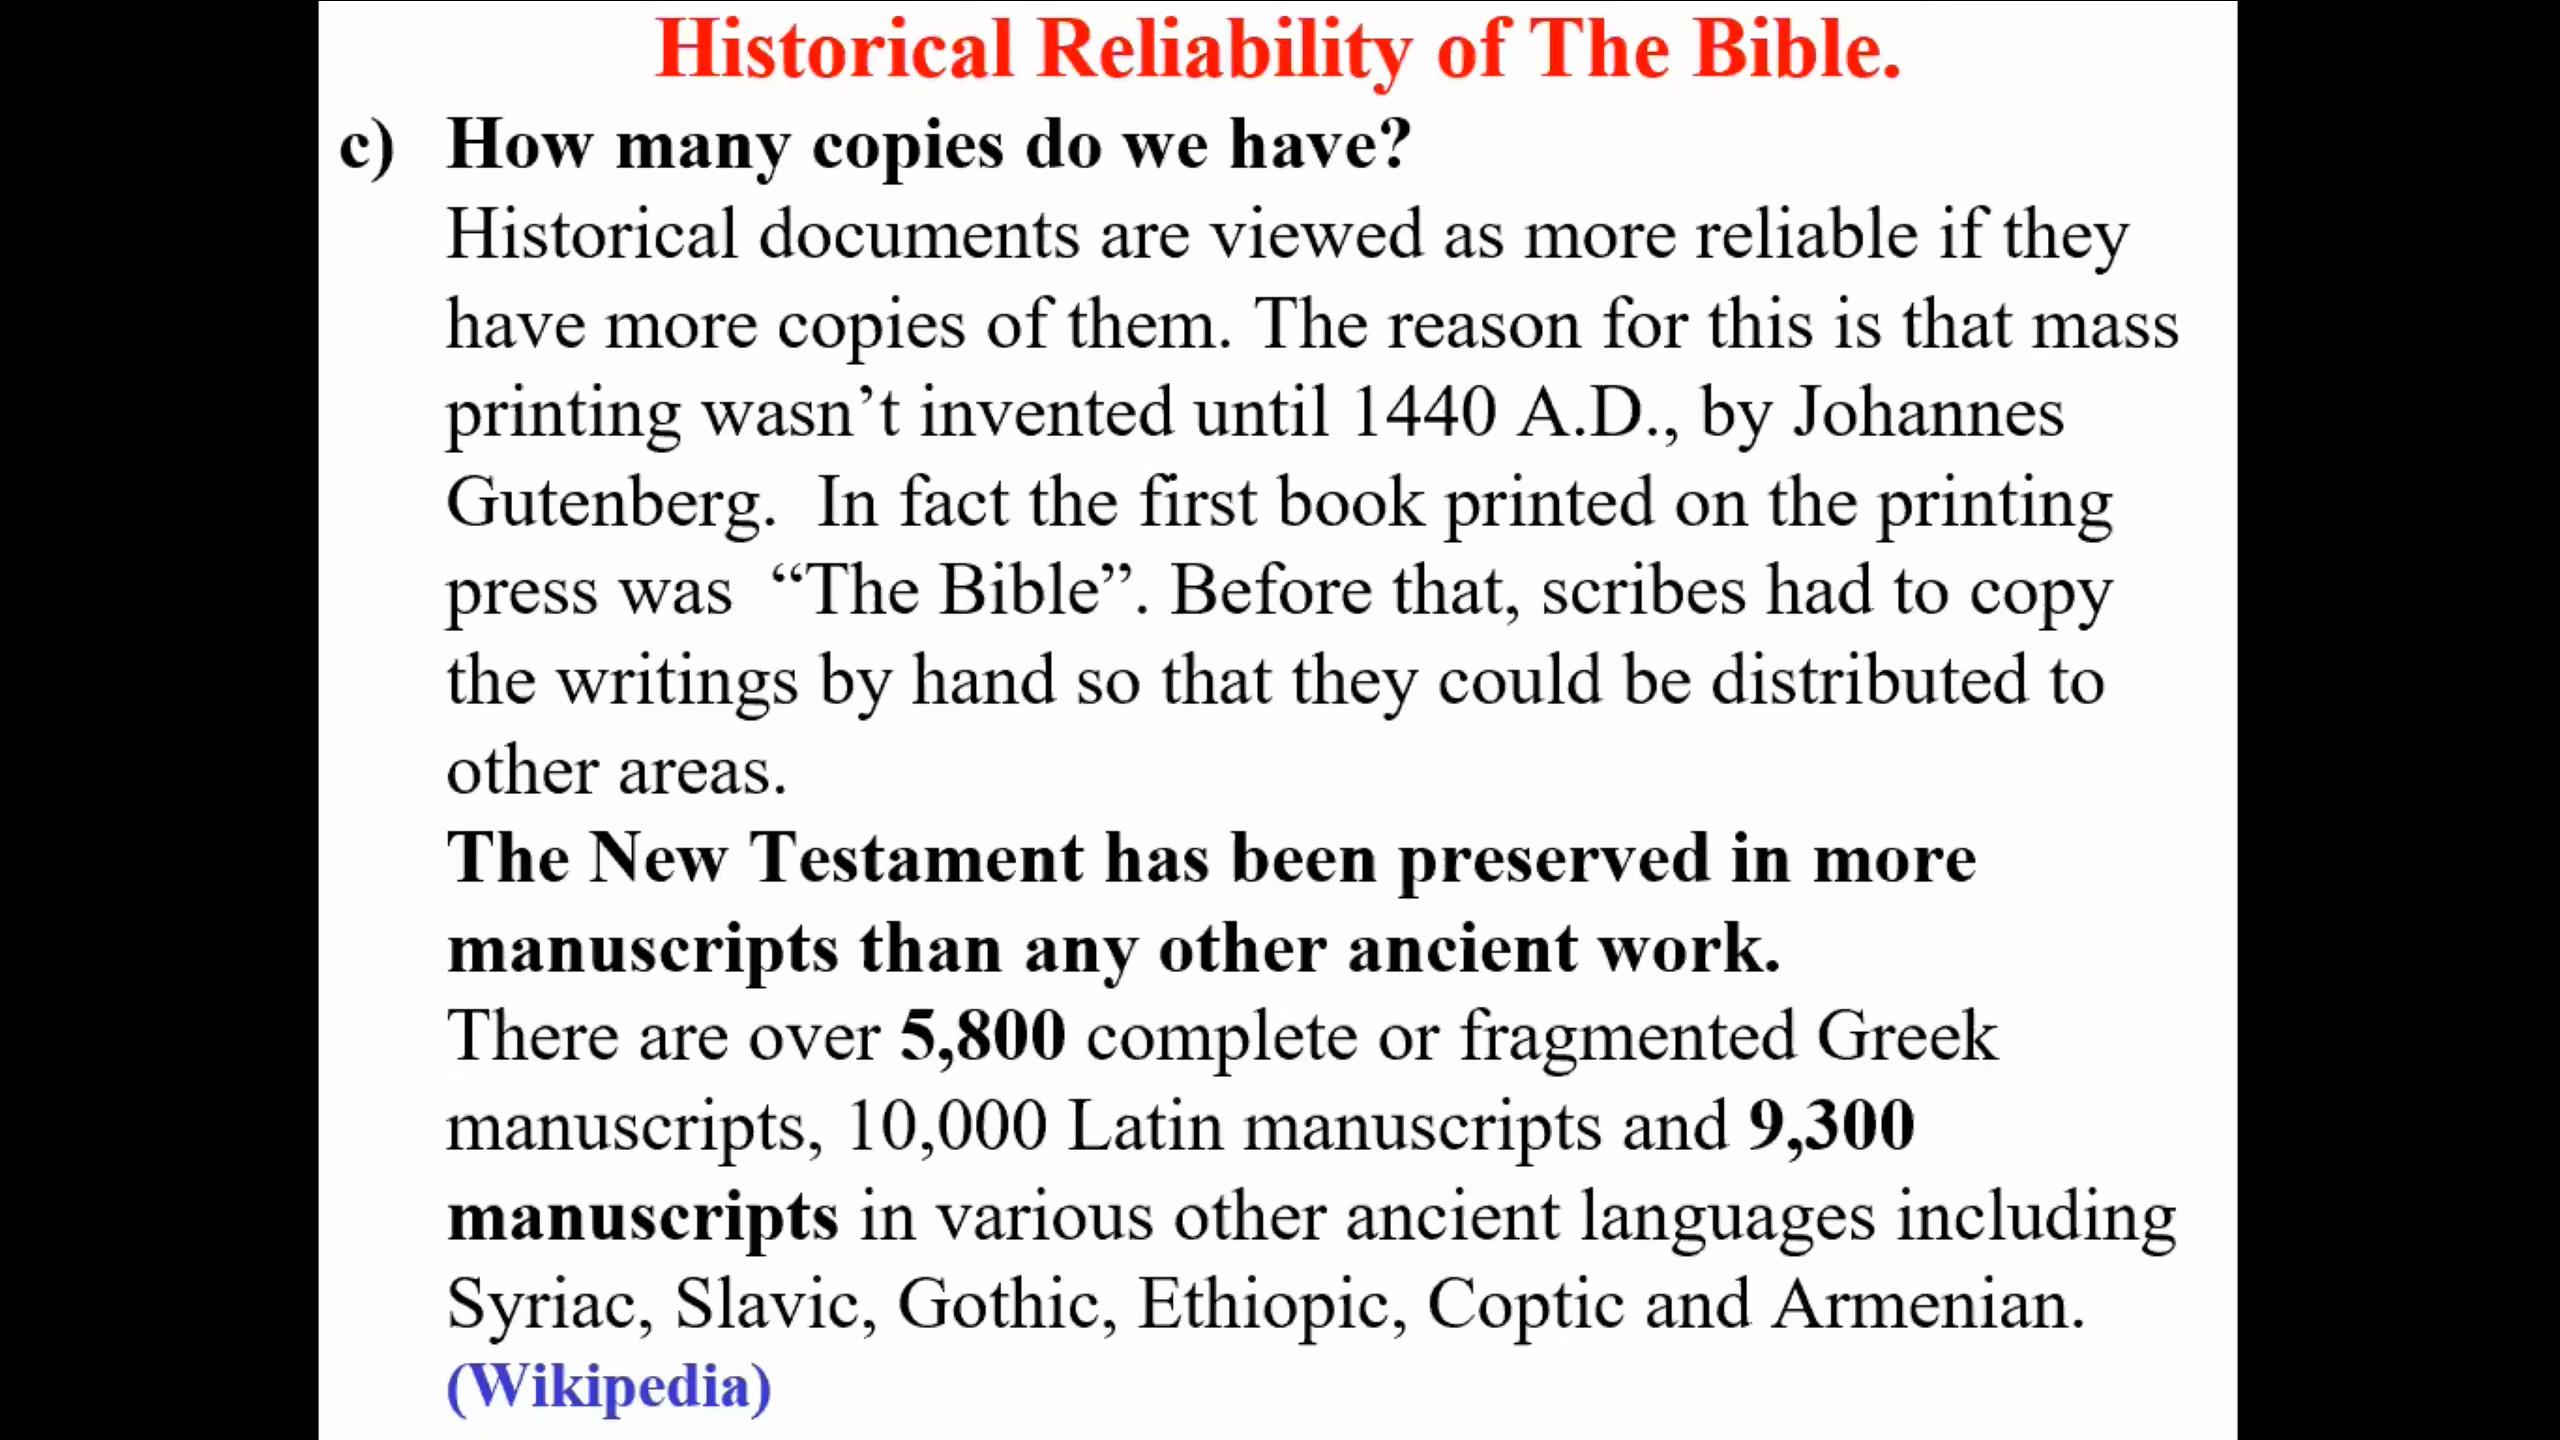 Historical Reliability of The Bible.
c) How many copies do we have?
Historical documents are viewed as more reliable if they
have more copies of them. The reason for this is that mass
printing wasn’t invented until 1440 A.D., by Johannes
Gutenberg.  In fact the first book printed on the printing
press was  “The Bible”. Before that, scribes had to copy
the writings by hand so that they could be distributed to
other areas.
The New Testament has been preserved in more
manuscripts than any other ancient work.
There are over 5,800 complete or fragmented Greek
manuscripts, 10,000 Latin manuscripts and 9,300
manuscripts in various other ancient languages including
Syriac, Slavic, Gothic, Ethiopic, Coptic and Armenian.
(Wikipedia)